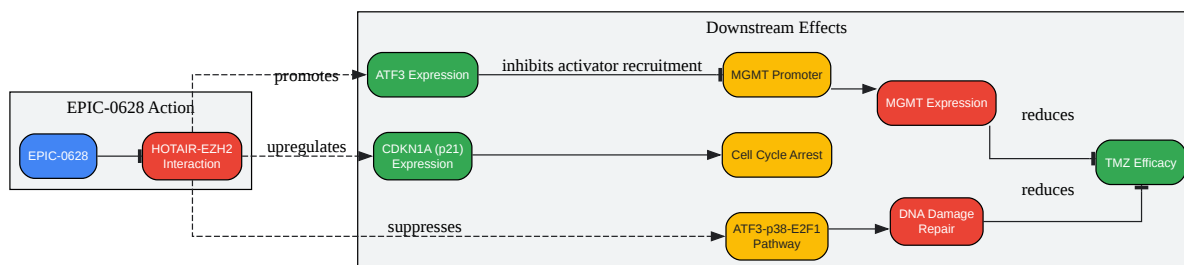 Downstream Effects
promotes
ATF3 Expression
inhibits activator recruitment
MGMT Promoter
MGMT Expression
reduces
EPIC-0628 Action
EPIC-0628
HOTAIR-EZH2
Interaction
upregulates
CDKN1A (p21)
Expression
Cell Cycle Arrest
TMZ Efficacy
reduces
suppresses
ATF3-p38-E2F1
Pathway
DNA Damage
Repair